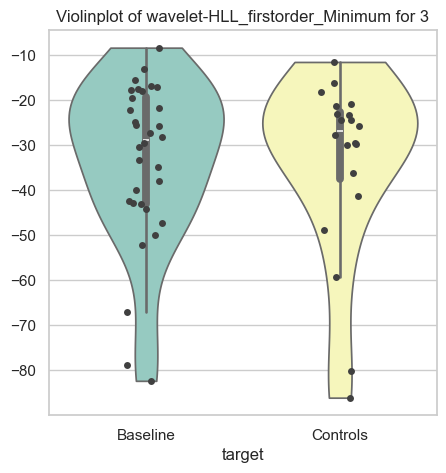 Violinplot of wavelet-HLL_firstorder_Minimum for 3
−10
−20
−30
−40
−50
−60
−70
−80
Baseline
Controls
target